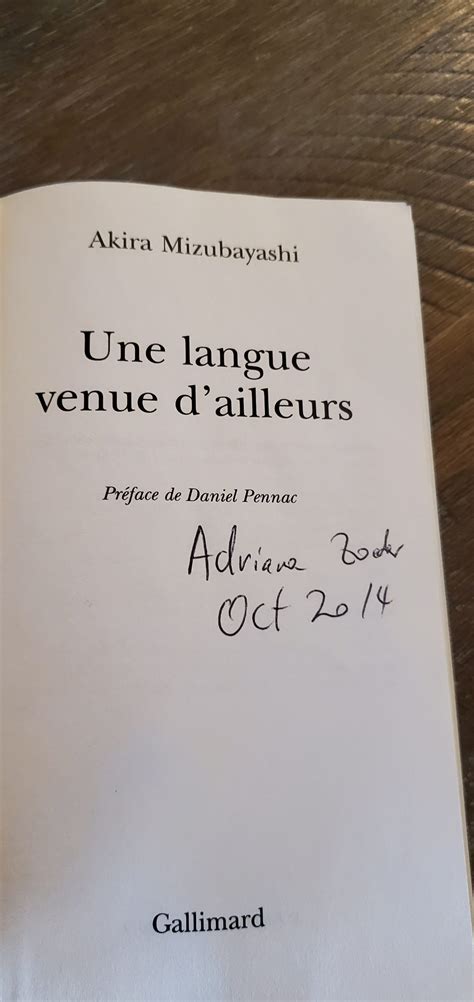 Akira Mizubayashi
Une langue
venue d'ailleurs
Préface de Daniel Pennac
Adriana
Oct 2014
Gallimard